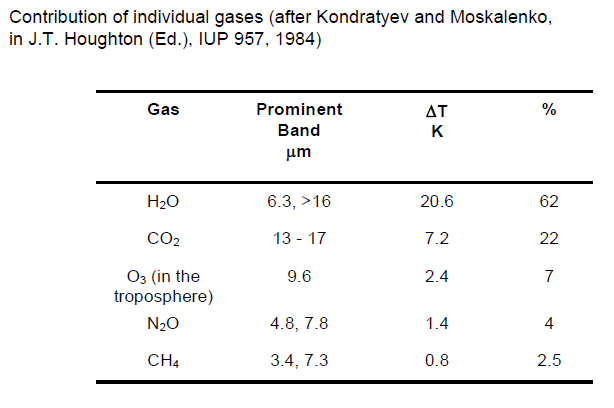 Contribution of individual gases (after Kondratyev and Moskalenko,
in J.T. Houghton (Ed.), IUP 957, 1984)
Gas Prominent Band μm ΔT K %
H₂O 6.3, >16 20.6 62
CO₂ 13 - 17 7.2 22
O₃ (in the troposphere) 9.6 2.4 7
N₂O 4.8, 7.8 1.4 4
CH₄ 3.4, 7.3 0.8 2.5